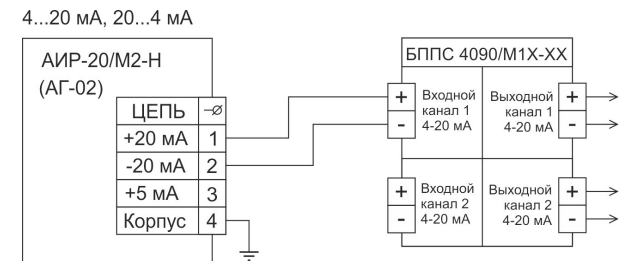 4...20 мА, 20...4 мА
АИР-20/М2-Н
(АГ-02)
ЦЕПЬ
+20 мА 1
-20 мА 2
+5 мА 3
Корпус 4
БППС 4090/М1Х-ХХ
+
-
Входной
канал 1
4-20 мА
Выходной
канал 1
4-20 мА
+
-
+
-
Входной
канал 2
4-20 мА
Выходной
канал 2
4-20 мА
+
-